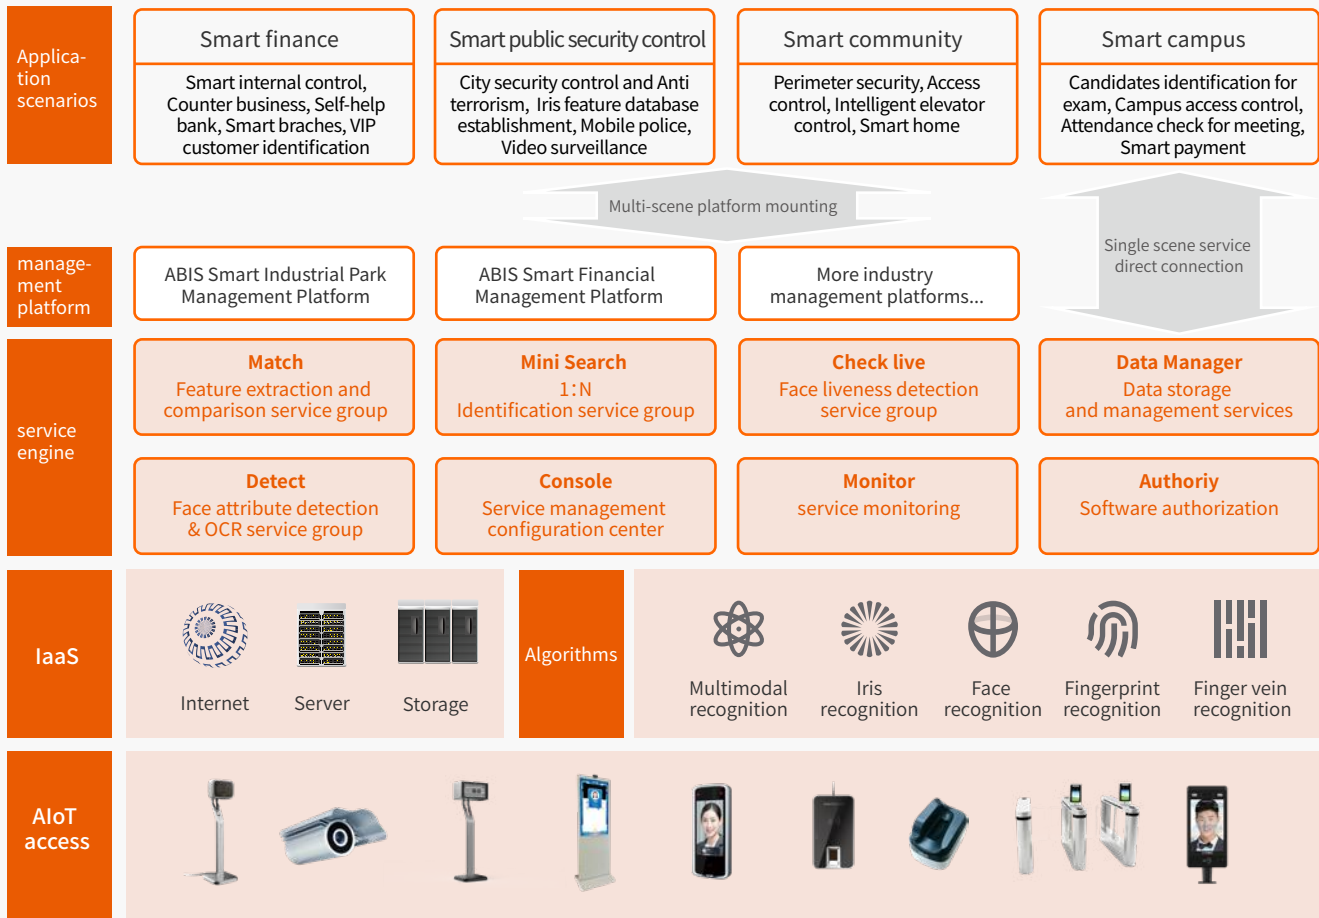 Applica-
tion
scenarios
Smart finance
Smart internal control,
Counter business, Self-help
bank, Smart braches, VIP
customer identification
Smart public security control
City security control and Anti
terrorism, Iris feature database
establishment, Mobile police,
Video surveillance
Smart community
Perimeter security, Access
control, Intelligent elevator
control, Smart home
Smart campus
Candidates identification for
exam, Campus access control,
Attendance check for meeting,
Smart payment
Multi-scene platform mounting
Single scene service
direct connection
manage-
ment
platform
ABIS Smart Industrial Park
Management Platform
ABIS Smart Financial
Management Platform
More industry
management platforms...
service
engine
Match
Feature extraction and
comparison service group
Mini Search
1：N
Identification service group
Check live
Face liveness detection
service group
Data Manager
Data storage
and management services
Detect
Face attribute detection
& OCR service group
Console
Service management
configuration center
Monitor
service monitoring
Authoriy
Software authorization
IaaS
Internet
Server
Storage
Algorithms
Multimodal
recognition
Iris
recognition
Face
recognition
Fingerprint
recognition
Finger vein
recognition
AIoT
access